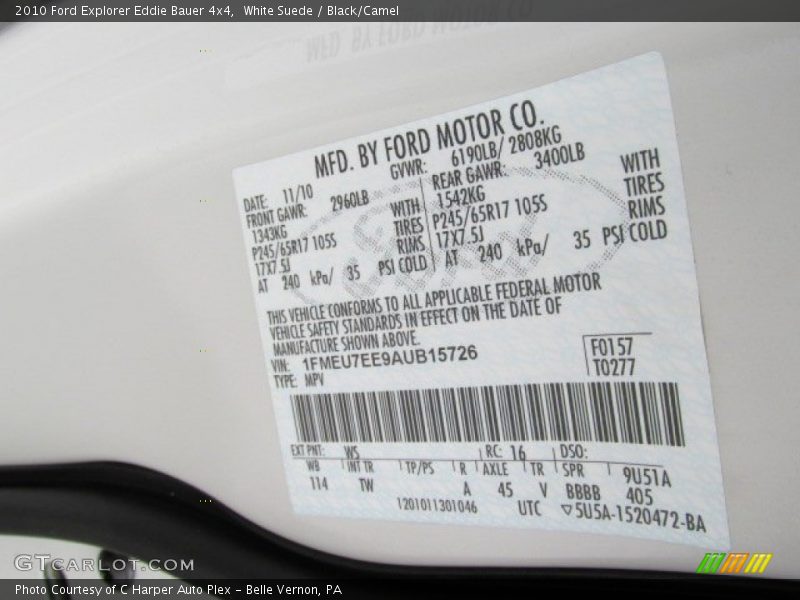 2010 Ford Explorer Eddie Bauer 4x4, White Suede / Black/Camel
MFD. BY FORD MOTOR CO.
DATE: 11/10 GVWR: 6190LB/ 2808KG
FRONT GAWR: 2960LB REAR GAWR: 3400LB
1343KG WITH 1542KG WITH
P245/65R17 105S TIRES P245/65R17 105S TIRES
17X7.5J RIMS 17X7.5J RIMS
AT 240 kPa/ 35 PSI COLD AT 240 kPa/ 35 PSI COLD
THIS VEHICLE CONFORMS TO ALL APPLICABLE FEDERAL MOTOR
VEHICLE SAFETY STANDARDS IN EFFECT ON THE DATE OF
MANUFACTURE SHOWN ABOVE.
VIN: 1FMEU7EE9AUB15726 F0157
TYPE: MPV T0277
EXT PNT: WS RC: 16 DSO:
WB INT TR TP/PS R AXLE TR SPR 9U51A
114 TW A 45 V BBBB 405
1201011301046 UTC ▽5U5A-1520472-BA
GTCARLOT.COM
Photo Courtesy of C Harper Auto Plex - Belle Vernon, PA